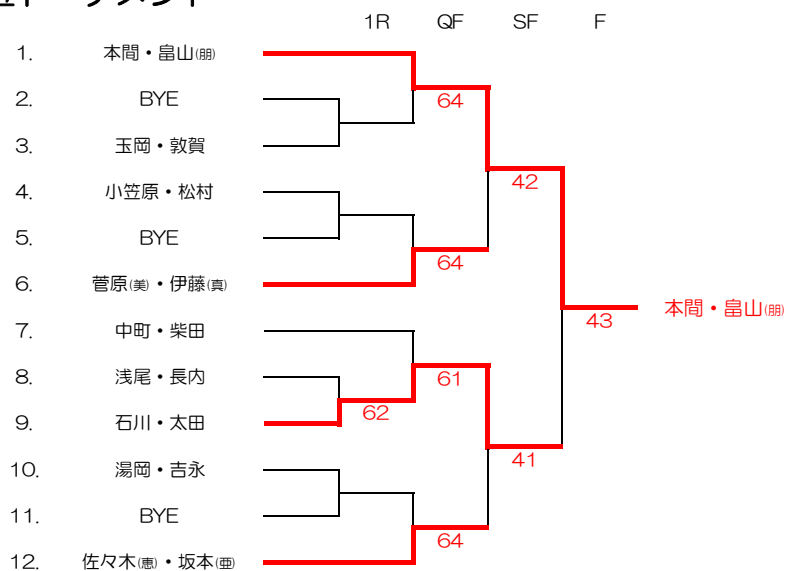 1R QF SF F
1. 本間・畠山(朋)
64
2. BYE
3. 玉岡・敦賀
42
4. 小笠原・松村
5. BYE
64
6. 菅原(美)・伊藤(真)
43 本間・畠山(朋)
7. 中町・柴田
61
8. 浅尾・長内
62
9. 石川・太田
41
10. 湯岡・吉永
11. BYE
64
12. 佐々木(恵)・坂本(亜)